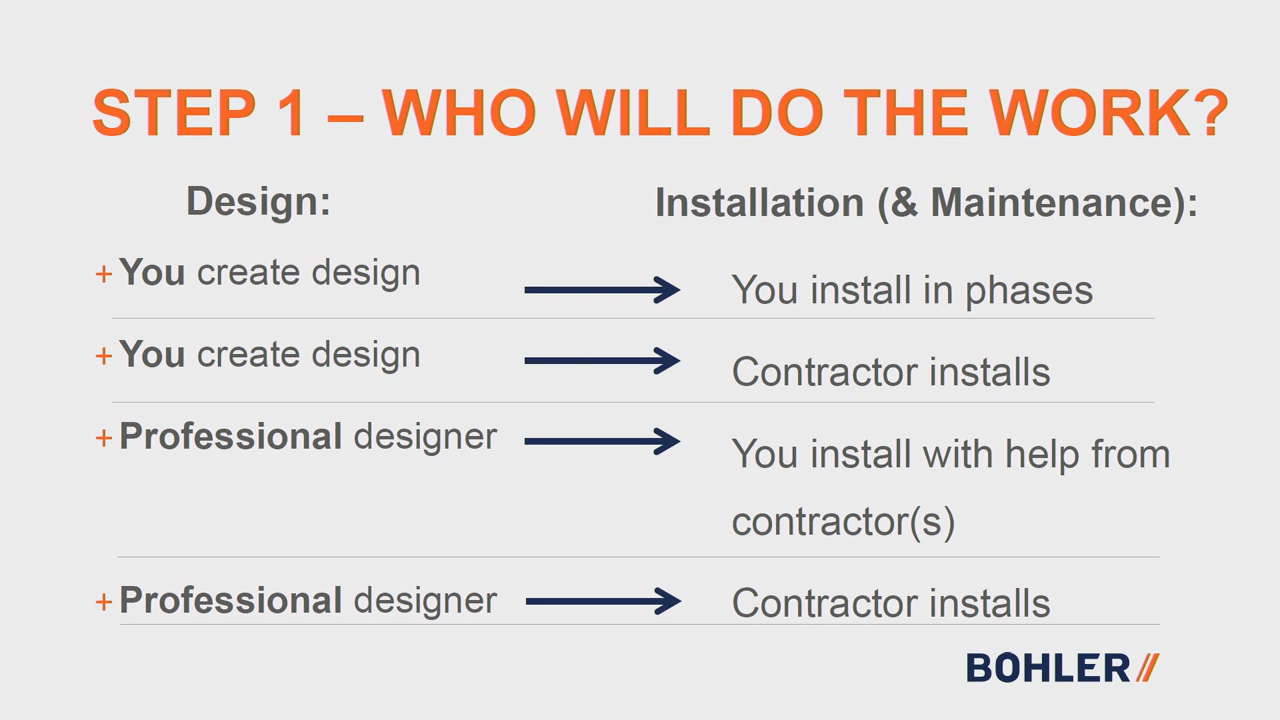 STEP 1 – WHO WILL DO THE WORK?
Design:
Installation (& Maintenance):
+ You create design
You install in phases
+ You create design
Contractor installs
+ Professional designer
You install with help from
contractor(s)
+ Professional designer
Contractor installs
BOHLER//